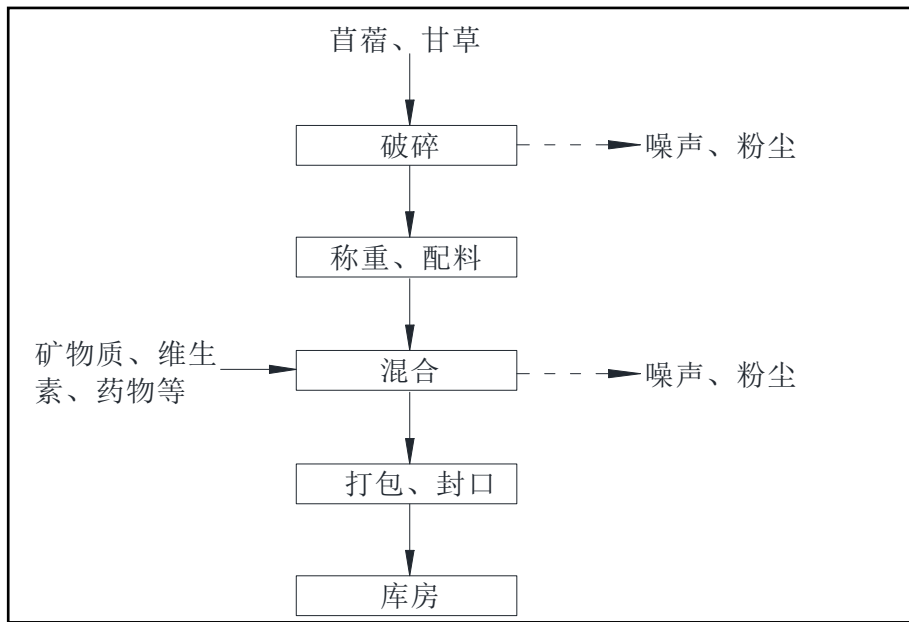 苜蓿、甘草
破碎
噪声、粉尘
称重、配料
矿物质、维生
素、药物等
混合
噪声、粉尘
打包、封口
库房